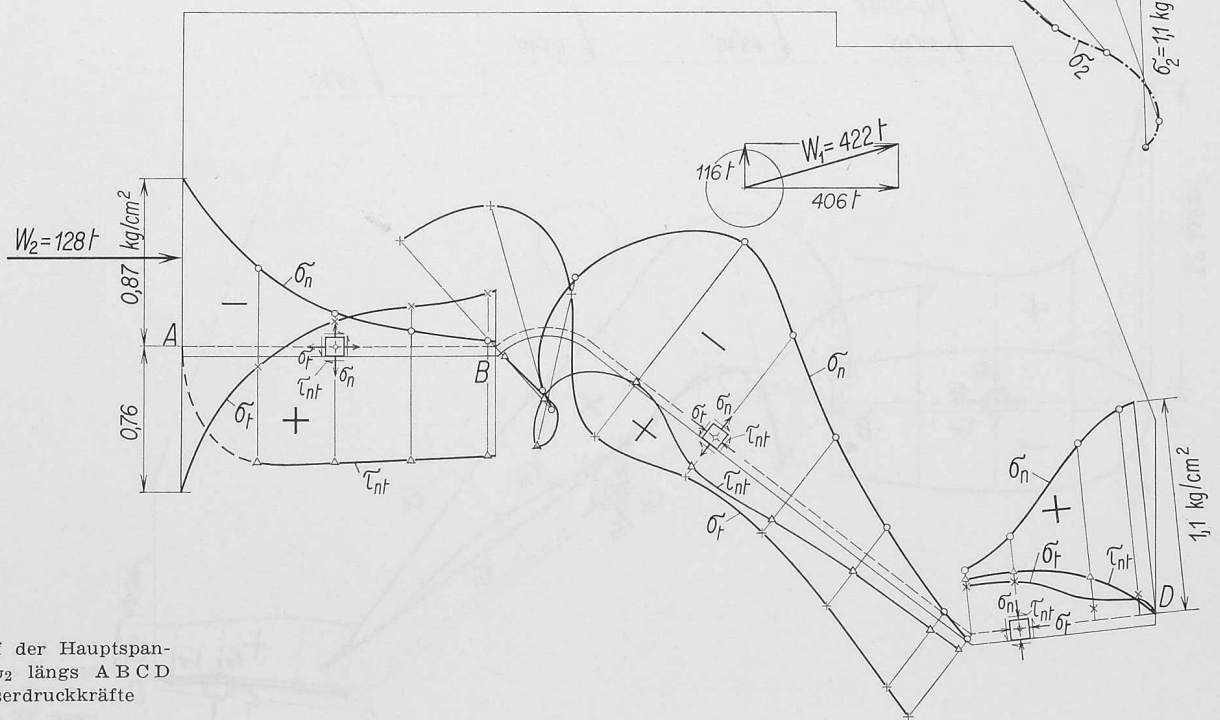 σ₂
σ₂=1,1 kg
116 t
W₁=422 t
406 t
W₂=128 t
0,87 kg/cm²
0,76
A
σₙ
−
σₜ
τₙₜ
σₙ
B
σₜ
+
τₙₜ
−
σₙ
σₜ
σₙ
τₙₜ
+
τₙₜ
σₜ
σₙ
+
σₜ
τₙₜ
σₙ
τₙₜ
σₜ
D
1,1 kg/cm²
f der Hauptspan-
σ₂ längs A B C D
serdruckkräfte